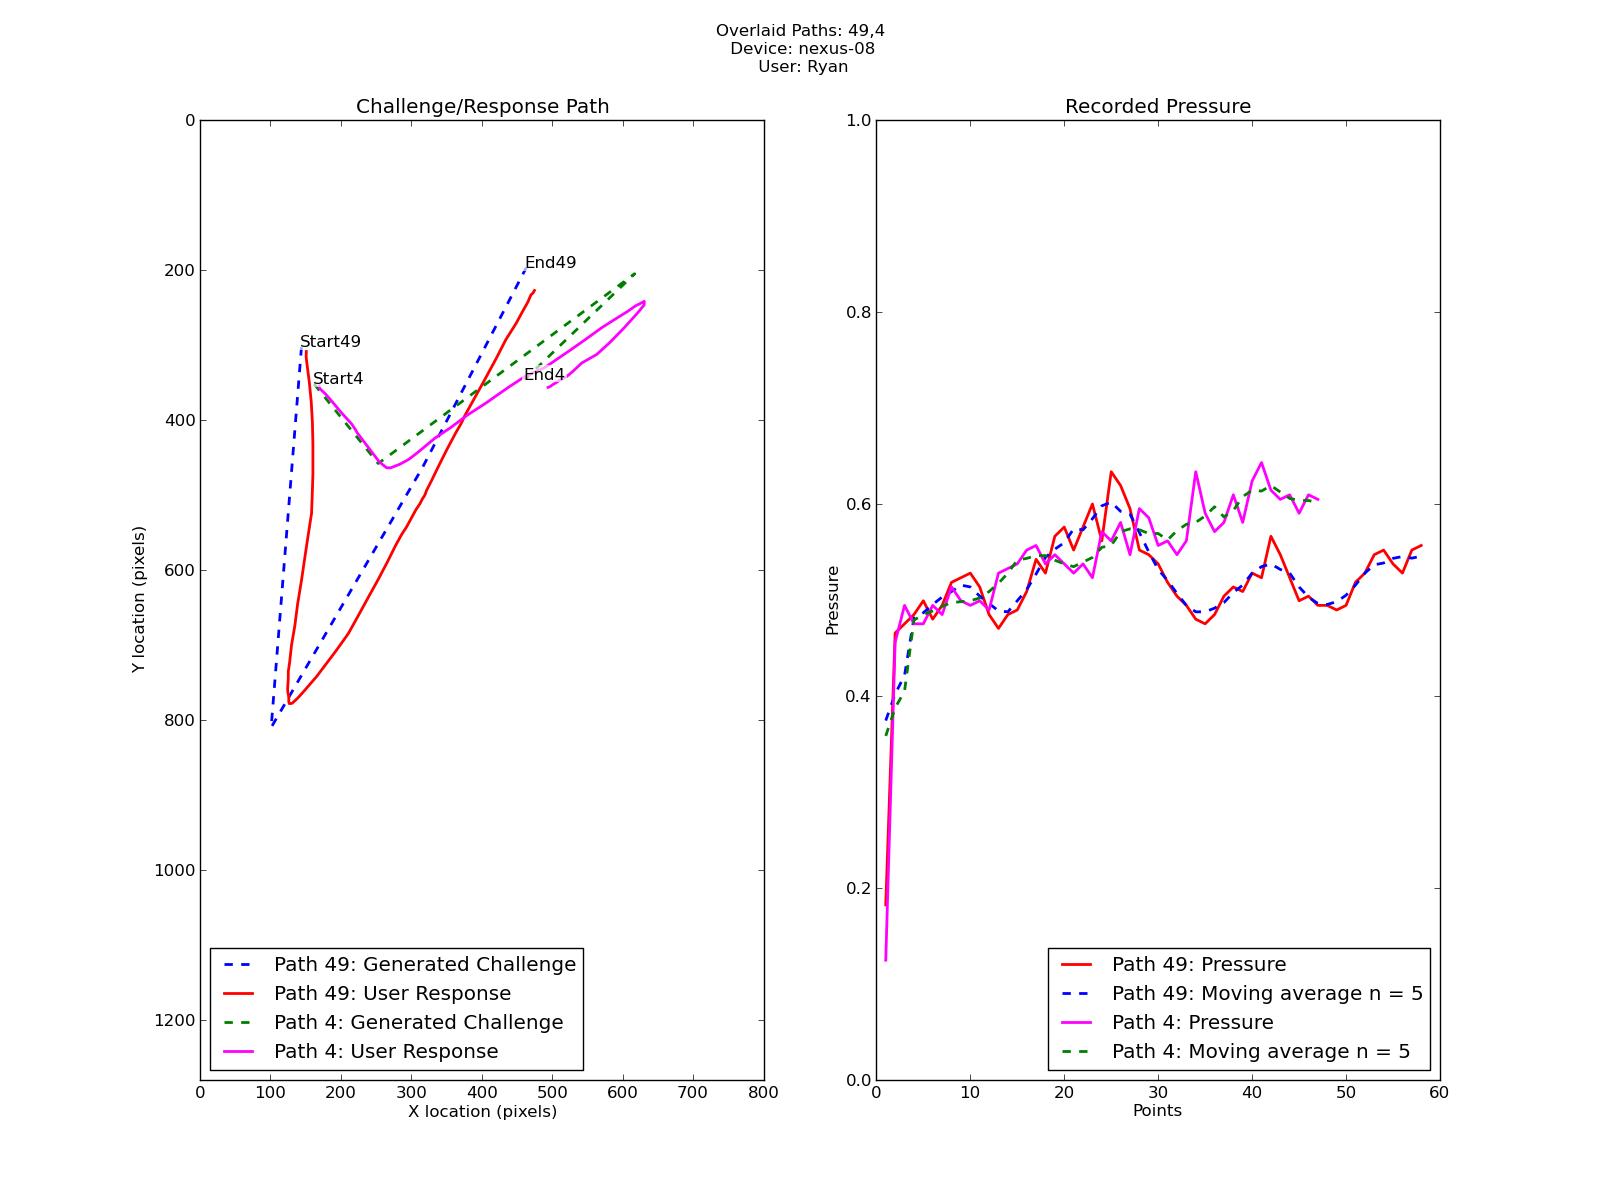 Overlaid Paths: 49,4
Device: nexus-08
User: Ryan
Challenge/Response Path
0
200
400
600
800
1000
1200
Y location (pixels)
Start49
Start4
End49
End4
Path 49: Generated Challenge
Path 49: User Response
Path 4: Generated Challenge
Path 4: User Response
0 100 200 300 400 500 600 700 800
X location (pixels)
Recorded Pressure
1.0
0.8
0.6
0.4
0.2
0.0
Pressure
Path 49: Pressure
Path 49: Moving average n = 5
Path 4: Pressure
Path 4: Moving average n = 5
0 10 20 30 40 50 60
Points